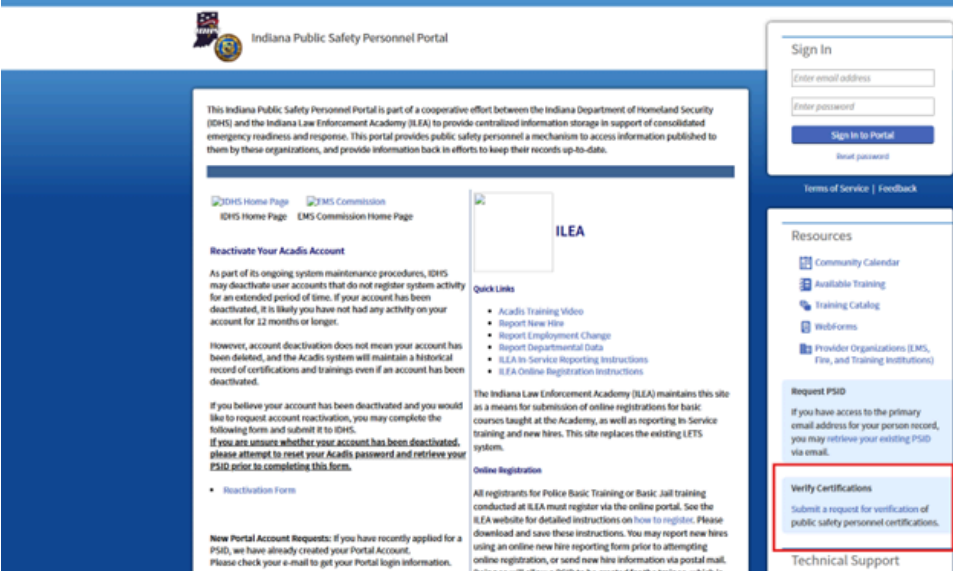 Indiana Public Safety Personnel Portal
This Indiana Public Safety Personnel Portal is part of a cooperative effort between the Indiana Department of Homeland Security
(IDHS) and the Indiana Law Enforcement Academy (ILEA) to provide centralized information storage in support of consolidated
emergency readiness and response. This portal provides public safety personnel a mechanism to access information published to
them by these organizations, and provide information back in efforts to keep their records up-to-date.
IDHS Home Page EMS Commission
IDHS Home Page EMS Commission Home Page
Reactivate Your Acadis Account
As part of its ongoing system maintenance procedures, IDHS
may deactivate user accounts that do not register system activity
for an extended period of time. If your account has been
deactivated, it is likely you have not had any activity on your
account for 12 months or longer.
However, account deactivation does not mean your account has
been deleted, and the Acadis system will maintain a historical
record of certifications and trainings even if an account has been
deactivated.
If you believe your account has been deactivated and you would
like to request account reactivation, you may complete the
following form and submit it to IDHS.
If you are unsure whether your account has been deactivated,
please attempt to reset your Acadis password and retrieve your
PSID prior to completing this form.
Reactivation Form
New Portal Account Requests: If you have recently applied for a
PSID, we have already created your Portal Account.
Please check your e-mail to get your Portal login information.
ILEA
Quick Links
Acadis Training Video
Report New Hire
Report Employment Change
Report Departmental Data
ILEA In-Service Reporting Instructions
ILEA Online Registration Instructions
The Indiana Law Enforcement Academy (ILEA) maintains this site
as a means for submission of online registrations for basic
courses taught at the Academy, as well as reporting In-Service
training and new hires. This site replaces the existing LETS
system.
Online Registration
All registrants for Police Basic Training or Basic Jail training
conducted at ILEA must register via the online portal. See the
ILEA website for detailed instructions on how to register. Please
download and save these instructions. You may report new hires
using an online new hire reporting form prior to attempting
online registration, or send new hire information via postal mail.
Sign In
Enter email address
Enter password
Sign In to Portal
Reset password
Terms of Service | Feedback
Resources
Community Calendar
Available Training
Training Catalog
WebForms
Provider Organizations (EMS,
Fire, and Training Institutions)
Request PSID
If you have access to the primary
email address for your person record,
you may retrieve your existing PSID
via email.
Verify Certifications
Submit a request for verification of
public safety personnel certifications.
Technical Support